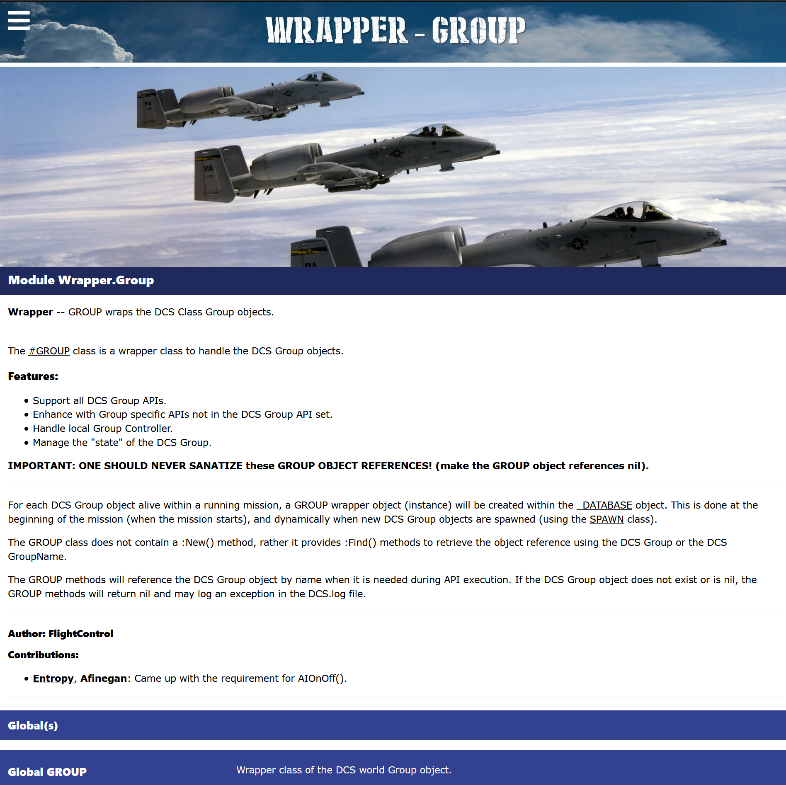 WRAPPER - GROUP
Module Wrapper.Group
Wrapper -- GROUP wraps the DCS Class Group objects.
The #GROUP class is a wrapper class to handle the DCS Group objects.
Features:
• Support all DCS Group APIs.
• Enhance with Group specific APIs not in the DCS Group API set.
• Handle local Group Controller.
• Manage the "state" of the DCS Group.
IMPORTANT: ONE SHOULD NEVER SANATIZE these GROUP OBJECT REFERENCES! (make the GROUP object references nil).
For each DCS Group object alive within a running mission, a GROUP wrapper object (instance) will be created within the _DATABASE object. This is done at the
beginning of the mission (when the mission starts), and dynamically when new DCS Group objects are spawned (using the SPAWN class).
The GROUP class does not contain a :New() method, rather it provides :Find() methods to retrieve the object reference using the DCS Group or the DCS
GroupName.
The GROUP methods will reference the DCS Group object by name when it is needed during API execution. If the DCS Group object does not exist or is nil, the
GROUP methods will return nil and may log an exception in the DCS.log file.
Author: FlightControl
Contributions:
• Entropy, Afinegan: Came up with the requirement for AIOnOff().
Global(s)
Global GROUP Wrapper class of the DCS world Group object.